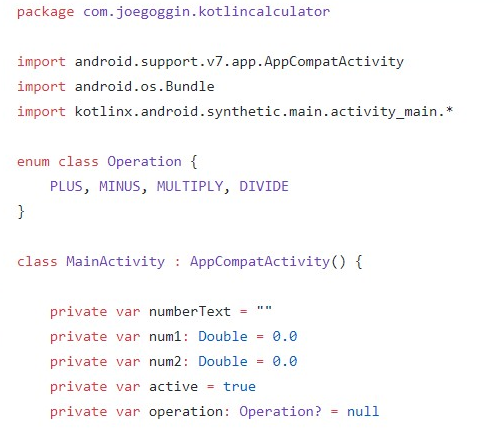 package com.joegoggin.kotlincalculator
import android.support.v7.app.AppCompatActivity
import android.os.Bundle
import kotlinx.android.synthetic.main.activity_main.*
enum class Operation {
    PLUS, MINUS, MULTIPLY, DIVIDE
}
class MainActivity : AppCompatActivity() {
    private var numberText = ""
    private var num1: Double = 0.0
    private var num2: Double = 0.0
    private var active = true
    private var operation: Operation? = null